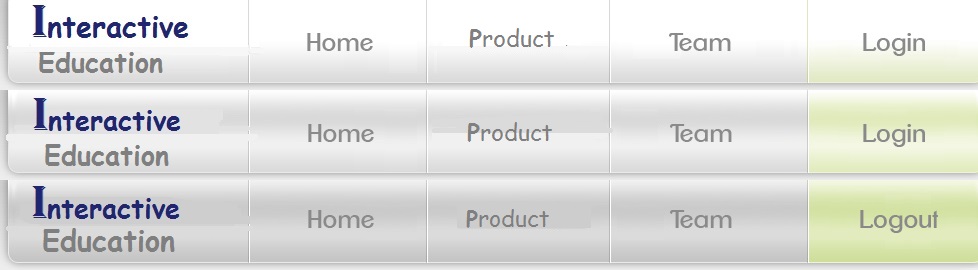 Interactive
Education
Home Product Team Login
Interactive
Education
Home Product Team Login
Interactive
Education
Home Product Team Logout